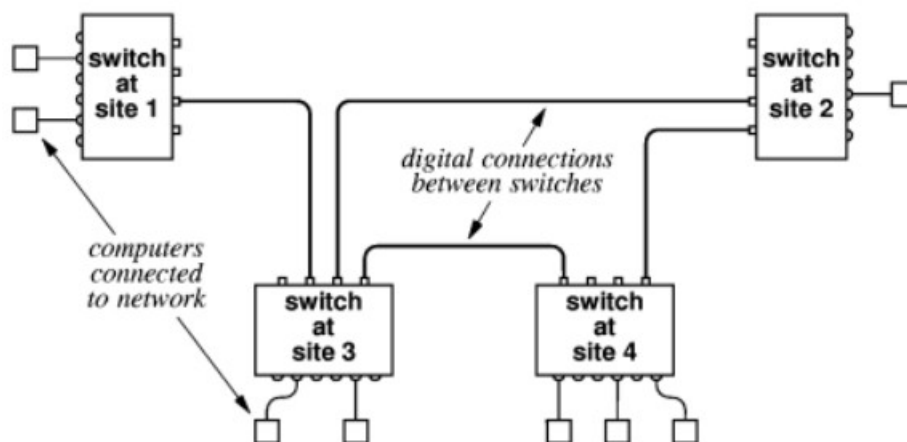 switch
at
site 1
switch
at
site 2
digital connections
between switches
computers
connected
to network
switch
at
site 3
switch
at
site 4